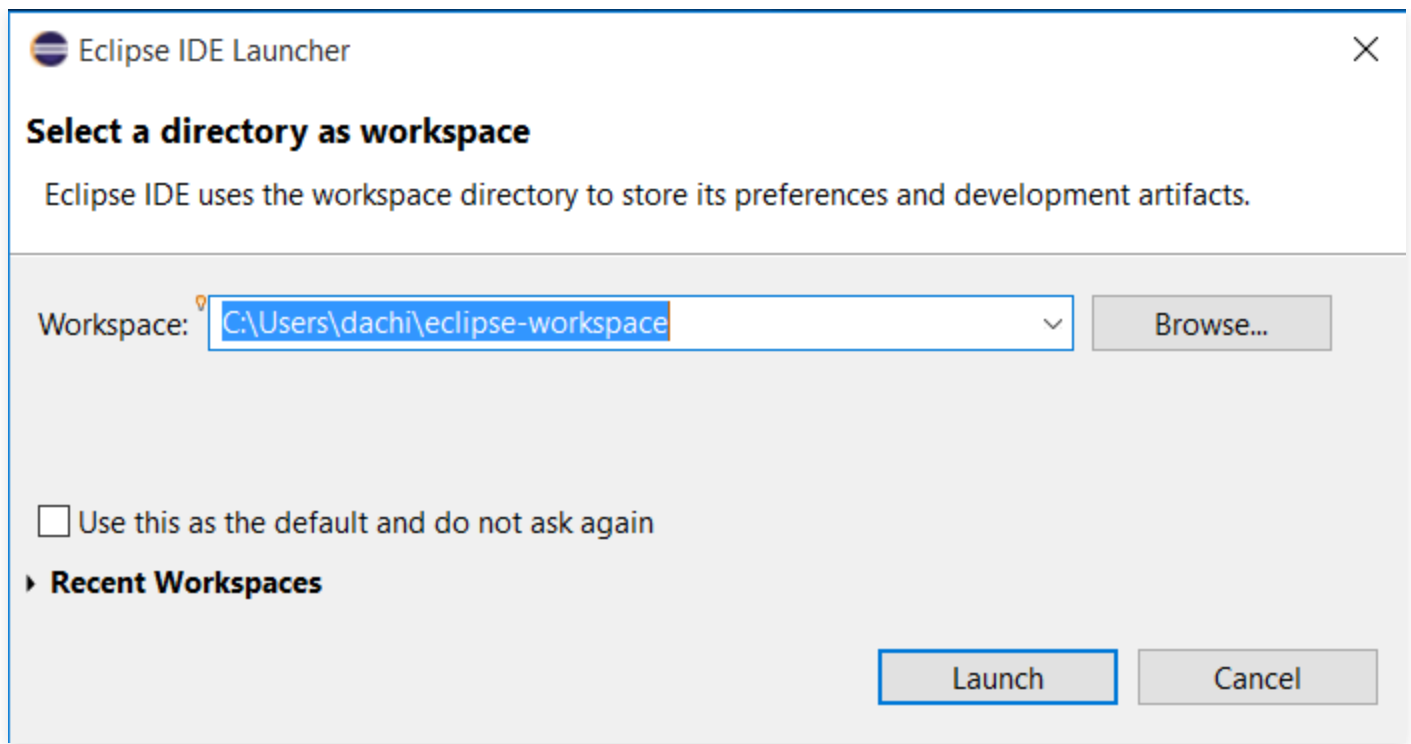 Eclipse IDE Launcher
Select a directory as workspace
Eclipse IDE uses the workspace directory to store its preferences and development artifacts.
Workspace: C:\Users\dachi\eclipse-workspace Browse...
Use this as the default and do not ask again
Recent Workspaces
Launch Cancel